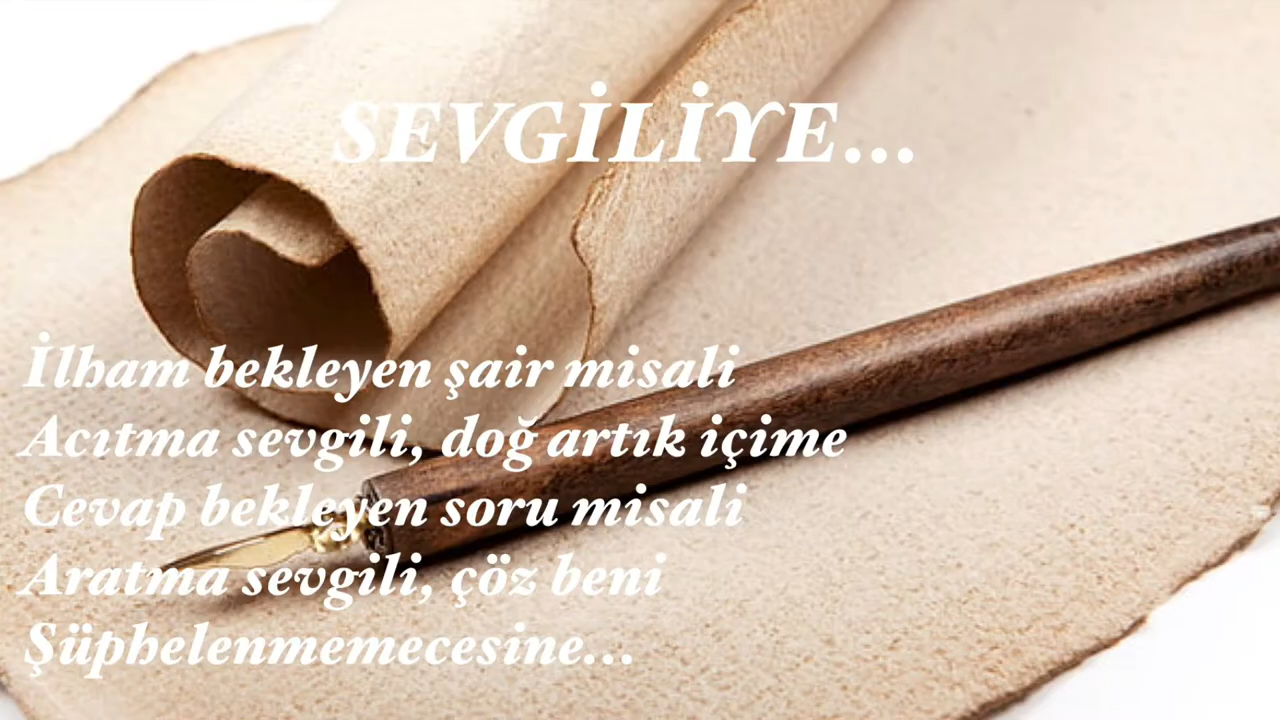 SEVGİLİYE...
İlham bekleyen şair misali
Acıtma sevgili, doğ artık içime
Cevap bekleyen soru misali
Aratma sevgili, çöz beni
Şüphelenmemecesine...